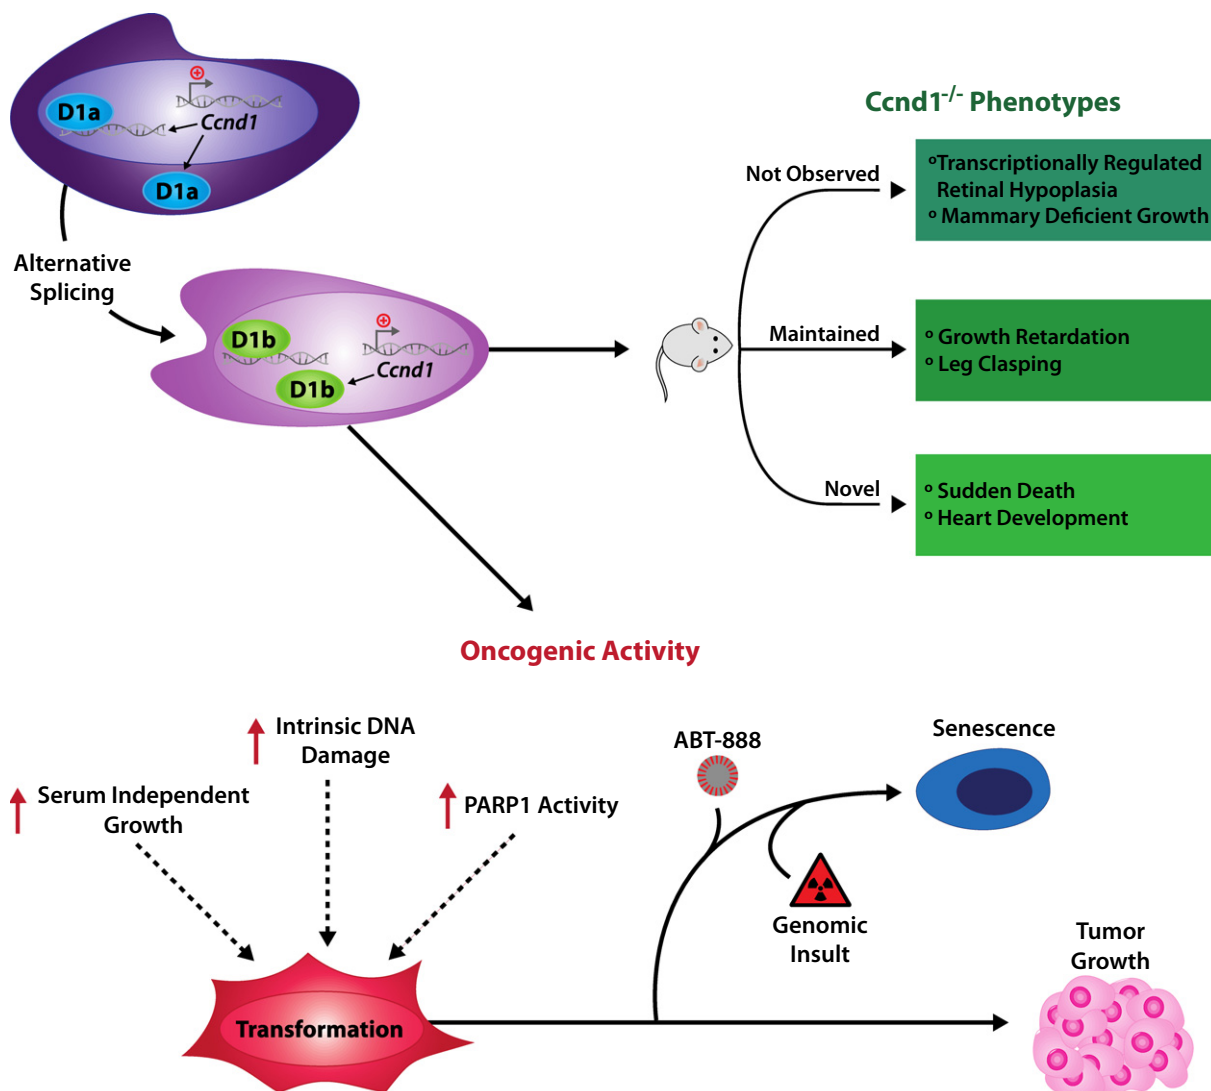 D1a
Ccnd1
D1a
Alternative
Splicing
D1b
D1b
Ccnd1
Ccnd1-/- Phenotypes
Not Observed
oTranscriptionally Regulated
Retinal Hypoplasia
o Mammary Deficient Growth
Maintained
o Growth Retardation
o Leg Clasping
Novel
o Sudden Death
o Heart Development
Oncogenic Activity
Serum Independent
Growth
Intrinsic DNA
Damage
PARP1 Activity
Transformation
ABT-888
Genomic
Insult
Senescence
Tumor
Growth